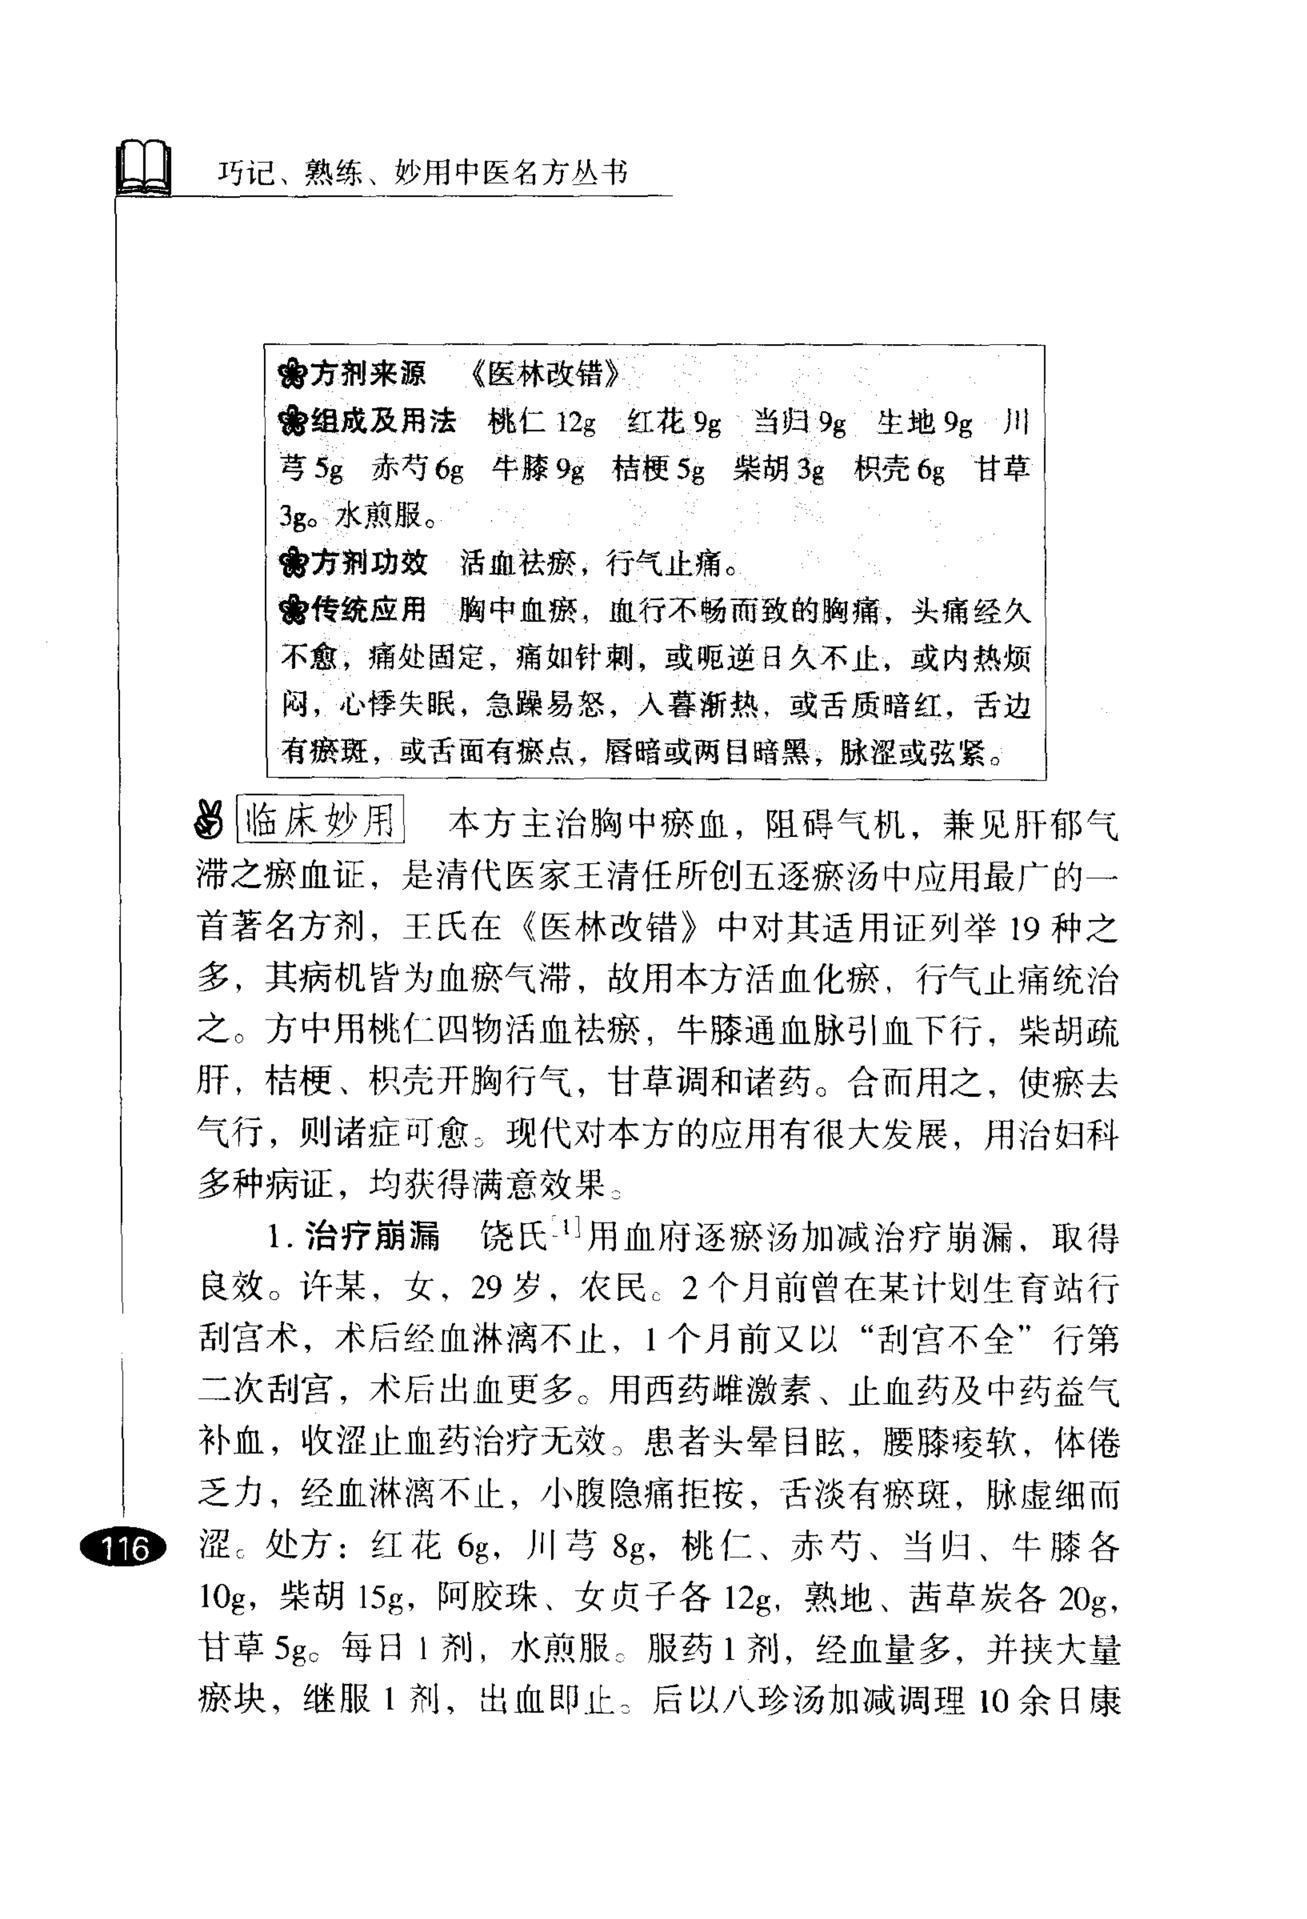 巧记、熟练、妙用中医名方丛书
方剂来源 《医林改错》
组成及用法 桃仁 12g 红花 9g 当归 9g 生地 9g 川
芎 5g 赤芍 6g 牛膝 9g 桔梗 5g 柴胡 3g 枳壳 6g 甘草
3g。水煎服。
方剂功效 活血祛瘀，行气止痛。
传统应用 胸中血瘀，血行不畅而致的胸痛，头痛经久
不愈，痛处固定，痛如针刺，或呃逆日久不止，或内热烦
闷，心悸失眠，急躁易怒，入暮渐热，或舌质暗红，舌边
有瘀斑，或舌面有瘀点，唇暗或两目暗黑，脉涩或弦紧。
临床妙用 本方主治胸中瘀血，阻碍气机，兼见肝郁气
滞之瘀血证，是清代医家王清任所创五逐瘀汤中应用最广的一
首著名方剂，王氏在《医林改错》中对其适用证列举 19 种之
多，其病机皆为血瘀气滞，故用本方活血化瘀，行气止痛统治
之。方中用桃仁四物活血祛瘀，牛膝通血脉引血下行，柴胡疏
肝，桔梗、枳壳开胸行气，甘草调和诸药。合而用之，使瘀去
气行，则诸症可愈。现代对本方的应用有很大发展，用治妇科
多种病证，均获得满意效果。
1. 治疗崩漏 饶氏[1]用血府逐瘀汤加减治疗崩漏，取得
良效。许某，女，29 岁，农民。2 个月前曾在某计划生育站行
刮宫术，术后经血淋漓不止，1 个月前又以“刮宫不全”行第
二次刮宫，术后出血更多。用西药雌激素、止血药及中药益气
补血，收涩止血药治疗无效。患者头晕目眩，腰膝痠软，体倦
乏力，经血淋漓不止，小腹隐痛拒按，舌淡有瘀斑，脉虚细而
涩。处方：红花 6g，川芎 8g，桃仁、赤芍、当归、牛膝各
10g，柴胡 15g，阿胶珠、女贞子各 12g，熟地、茜草炭各 20g，
甘草 5g。每日 1 剂，水煎服。服药 1 剂，经血量多，并挟大量
瘀块，继服 1 剂，出血即止。后以八珍汤加减调理 10 余日康
116